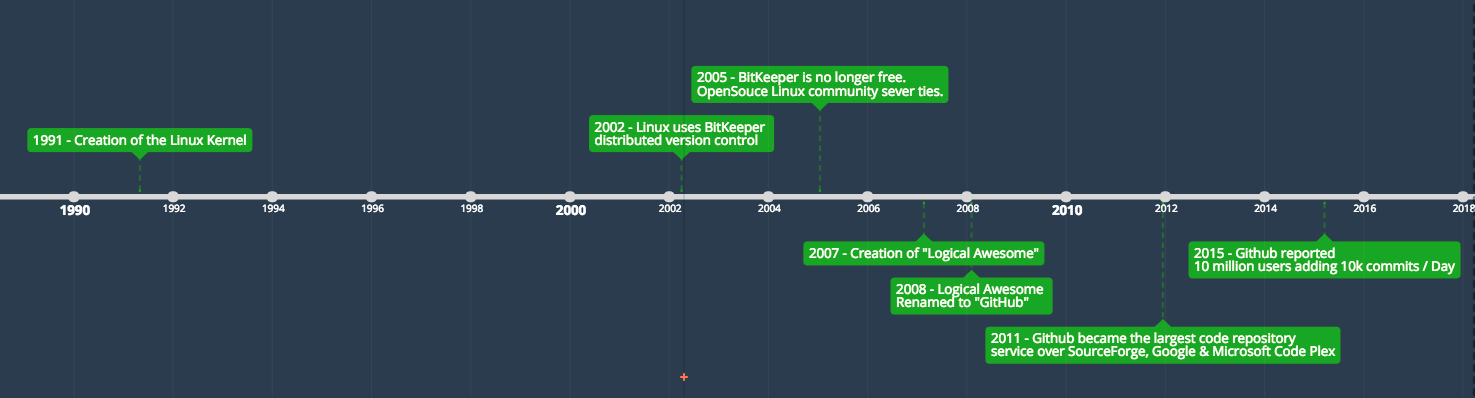 2005 - BitKeeper is no longer free.
OpenSouce Linux community sever ties.
2002 - Linux uses BitKeeper
distributed version control
1991 - Creation of the Linux Kernel
1990 1992 1994 1996 1998 2000 2002 2004 2006 2008 2010 2012 2014 2016 2018
2007 - Creation of "Logical Awesome"
2015 - Github reported
10 million users adding 10k commits / Day
2008 - Logical Awesome
Renamed to "GitHub"
2011 - Github became the largest code repository
service over SourceForge, Google & Microsoft Code Plex